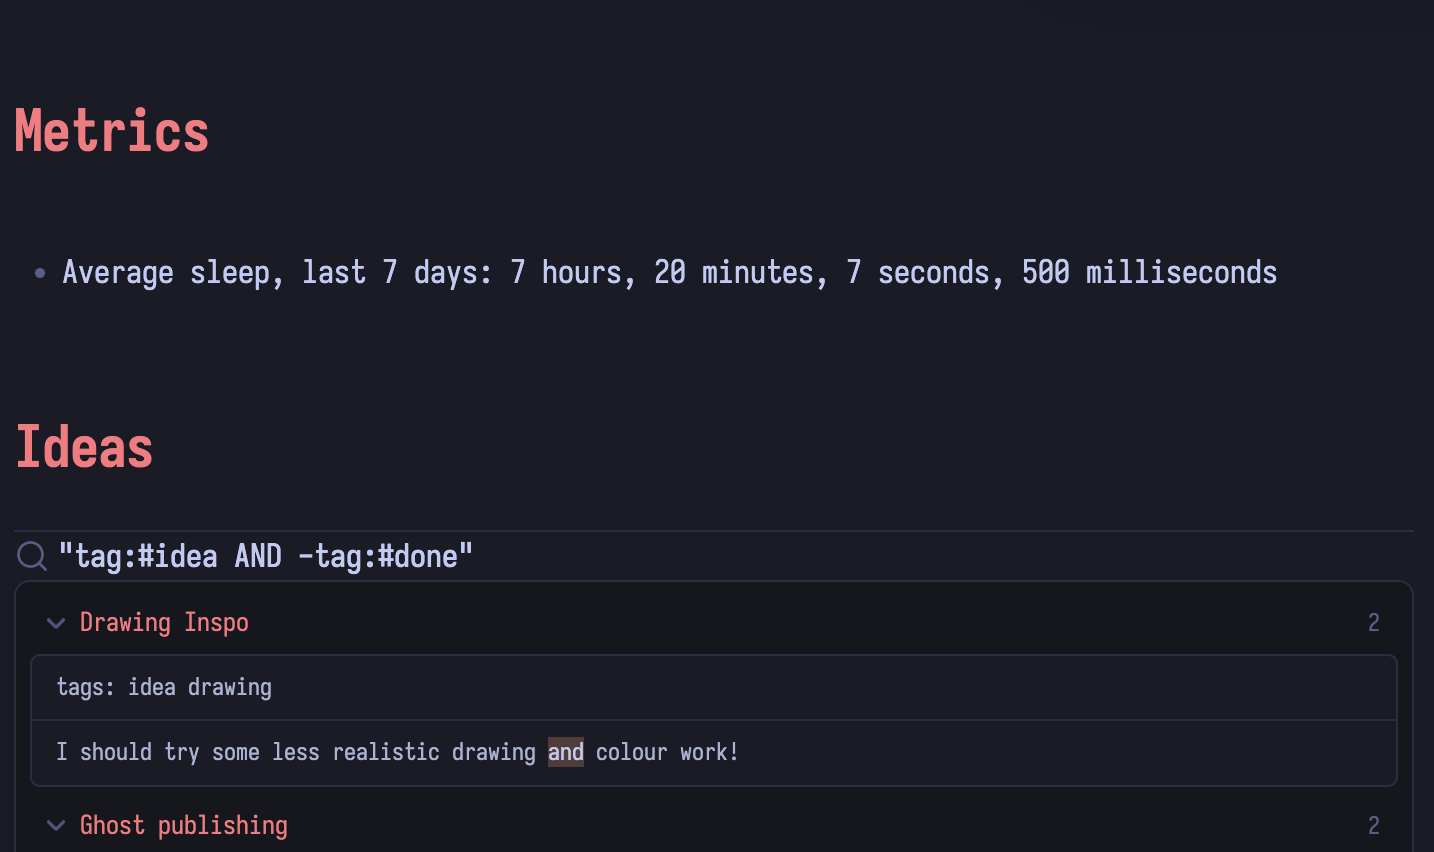 Metrics
Average sleep, last 7 days: 7 hours, 20 minutes, 7 seconds, 500 milliseconds
Ideas
"tag:#idea AND -tag:#done"
Drawing Inspo 2
tags: idea drawing
I should try some less realistic drawing and colour work!
Ghost publishing 2